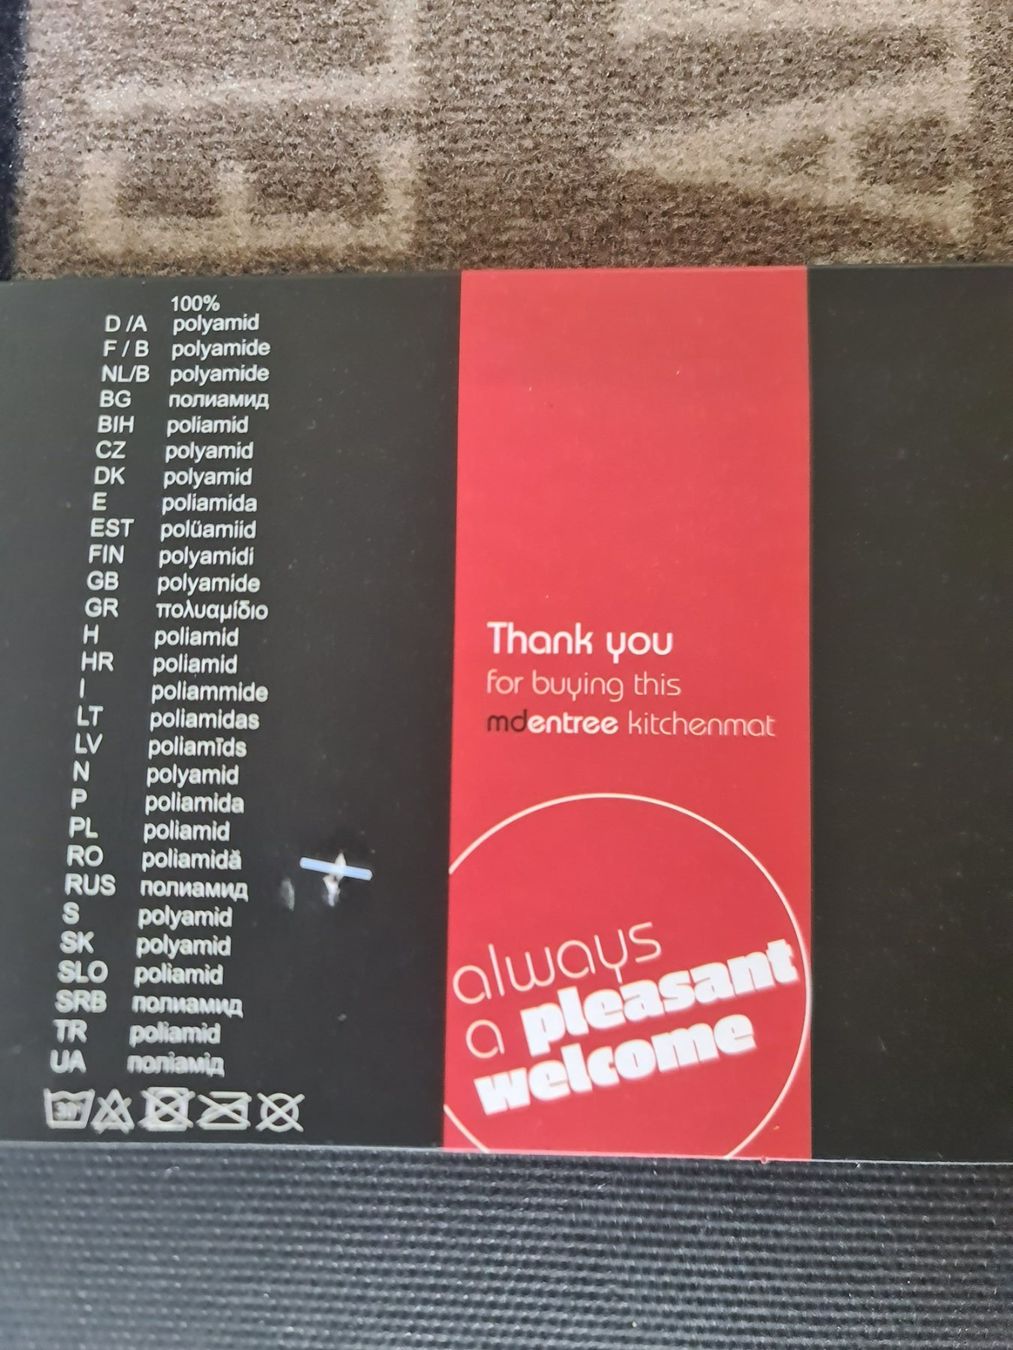 100%
D /A polyamid
F / B polyamide
NL/B polyamide
BG полиамид
BIH poliamid
CZ polyamid
DK polyamid
E poliamida
EST polüamiid
FIN polyamidi
GB polyamide
GR πολυαμίδιο
H poliamid
HR poliamid
I poliammide
LT poliamidas
LV poliamīds
N polyamid
P poliamida
PL poliamid
RO poliamidă
RUS полиамид
S polyamid
SK polyamid
SLO poliamid
SRB полиамид
TR poliamid
UA поліамід
30°
Thank you
for buying this
mdentree kitchenmat
always
a pleasant
welcome